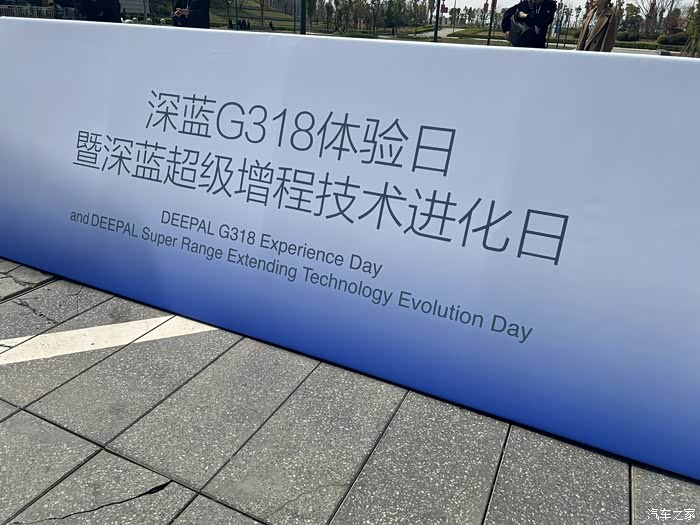 深蓝G318体验日
暨深蓝超级增程技术进化日
DEEPAL G318 Experience Day
and DEEPAL Super Range Extending Technology Evolution Day
汽车之家